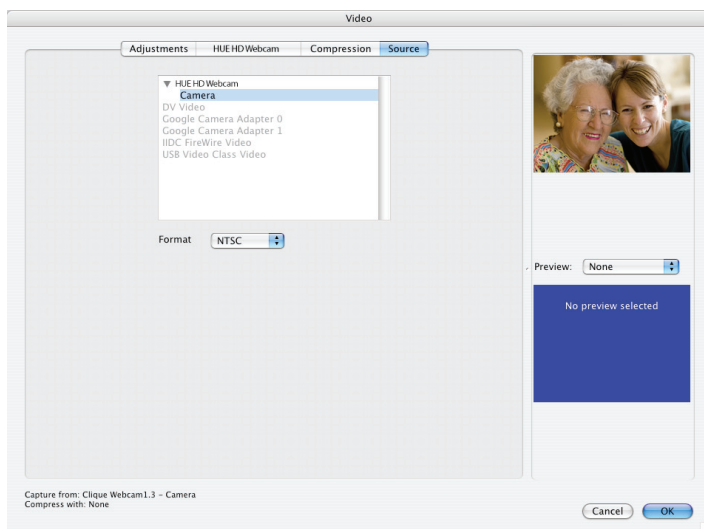 Video
Adjustments HUE HD Webcam Compression Source
HUE HD Webcam
Camera
DV Video
Google Camera Adapter 0
Google Camera Adapter 1
IIDC FireWire Video
USB Video Class Video
Format NTSC
Preview: None
No preview selected
Capture from: Clique Webcam1.3 – Camera
Compress with: None
Cancel OK